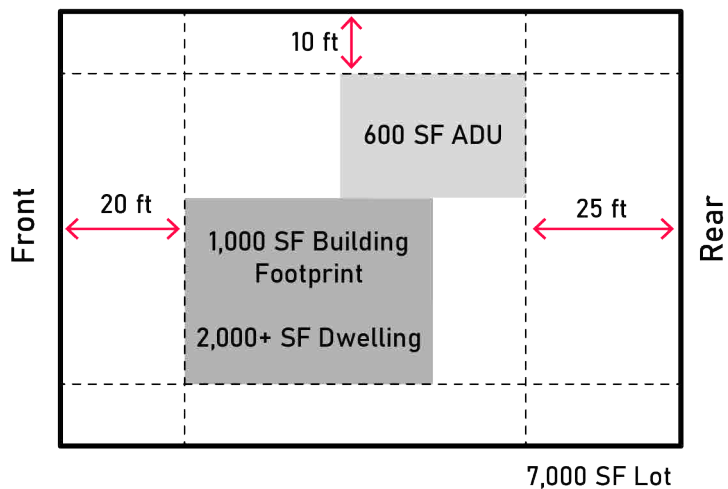 10 ft
600 SF ADU
Front
20 ft
1,000 SF Building
Footprint
2,000+ SF Dwelling
25 ft
Rear
7,000 SF Lot